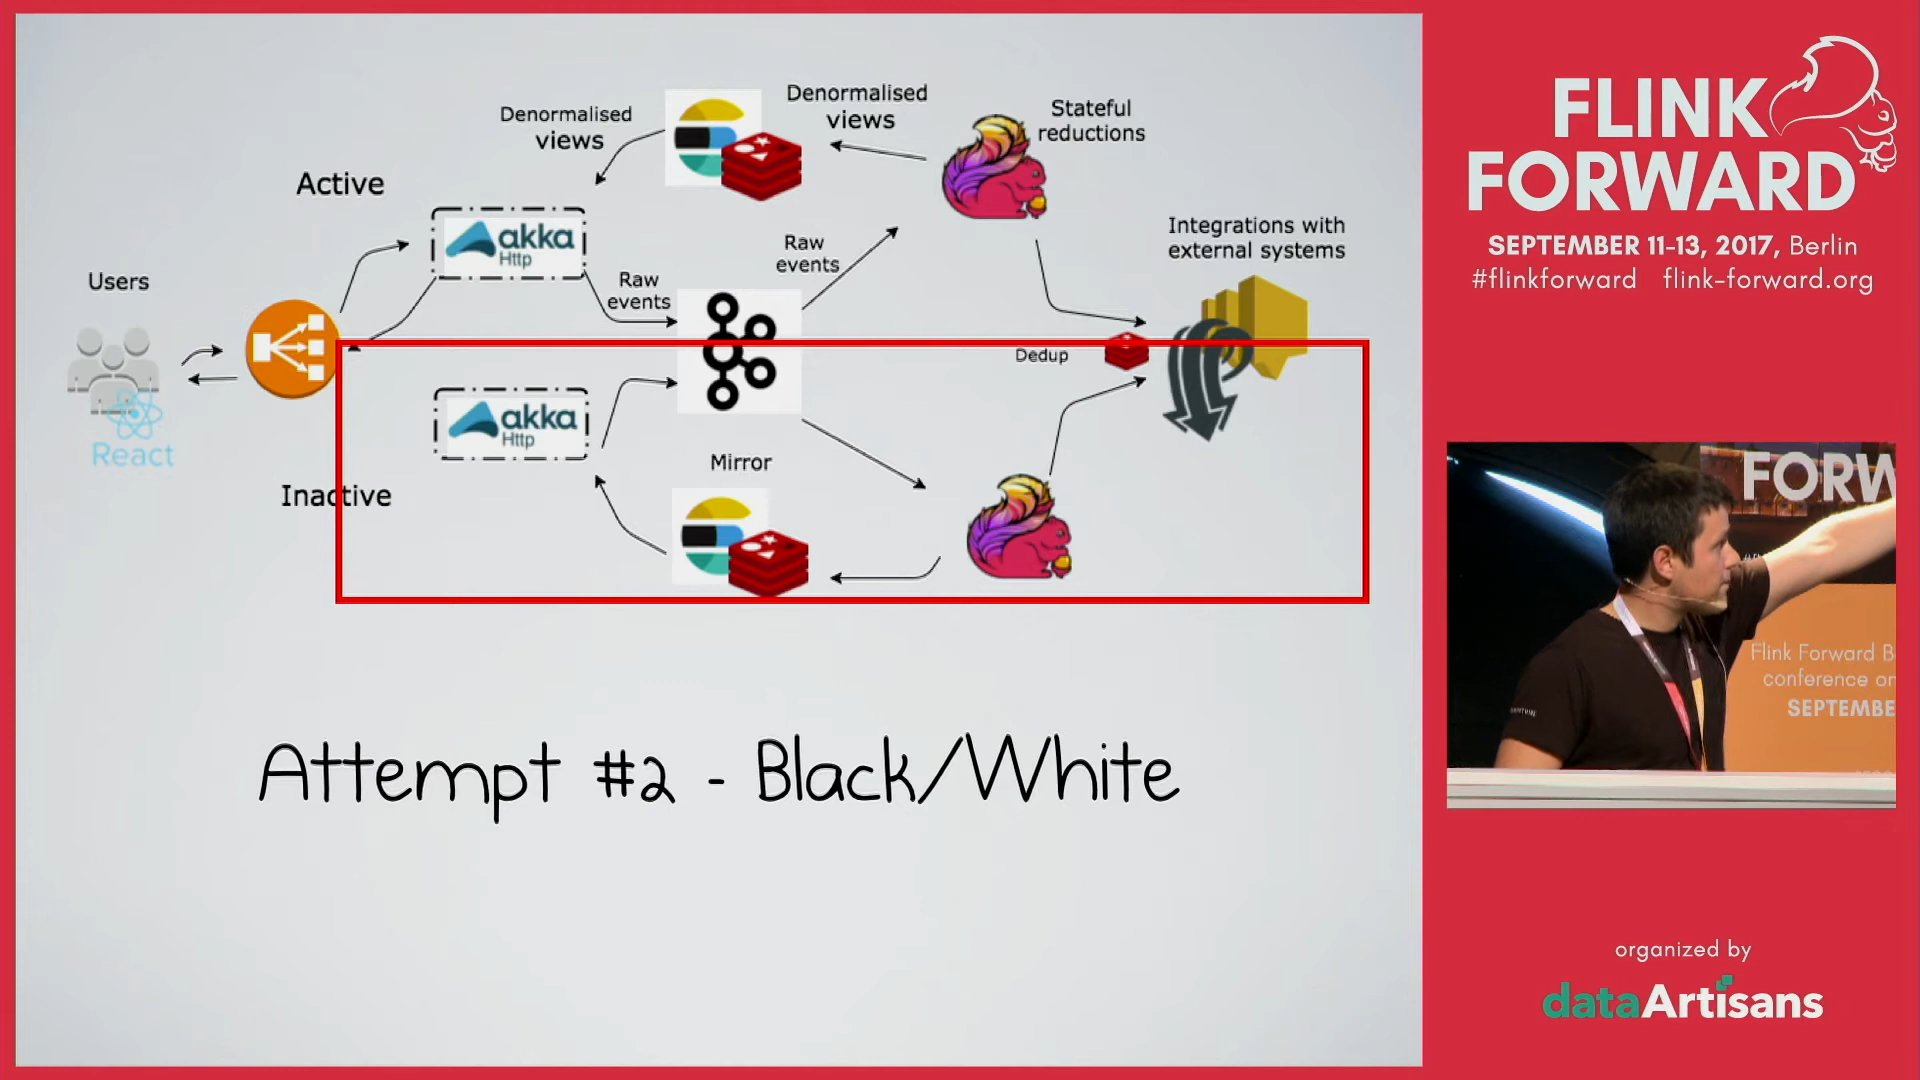 Denormalised
views
Denormalised
views
Stateful
reductions
Active
akka
Http
Integrations with
external systems
Raw
events
Users
Raw
events
Dedup
akka
Http
React
Mirror
Inactive
Attempt #2 - Black/White
FLINK
FORWARD
SEPTEMBER 11-13, 2017, Berlin
#flinkforward flink-forward.org
FORW
Flink Forward B
conference on
SEPTEMBE
organized by
dataArtisans